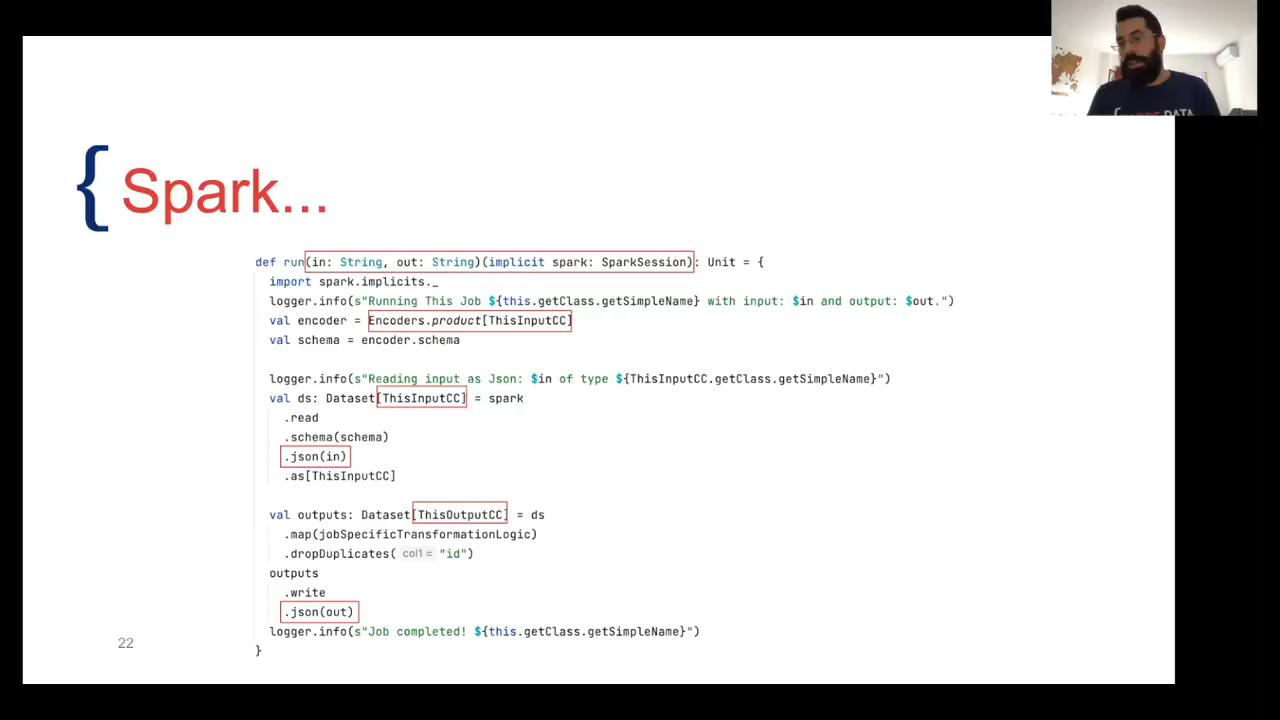 { Spark...
def run(in: String, out: String)(implicit spark: SparkSession): Unit = {
import spark.implicits._
logger.info(s"Running This Job ${this.getClass.getSimpleName} with input: $in and output: $out.")
val encoder = Encoders.product[ThisInputCC]
val schema = encoder.schema
logger.info(s"Reading input as Json: $in of type ${ThisInputCC.getClass.getSimpleName}")
val ds: Dataset[ThisInputCC] = spark
.read
.schema(schema)
.json(in)
.as[ThisInputCC]
val outputs: Dataset[ThisOutputCC] = ds
.map(jobSpecificTransformationLogic)
.dropDuplicates( col1 = "id")
outputs
.write
.json(out)
logger.info(s"Job completed! ${this.getClass.getSimpleName}")
}
22
DATA